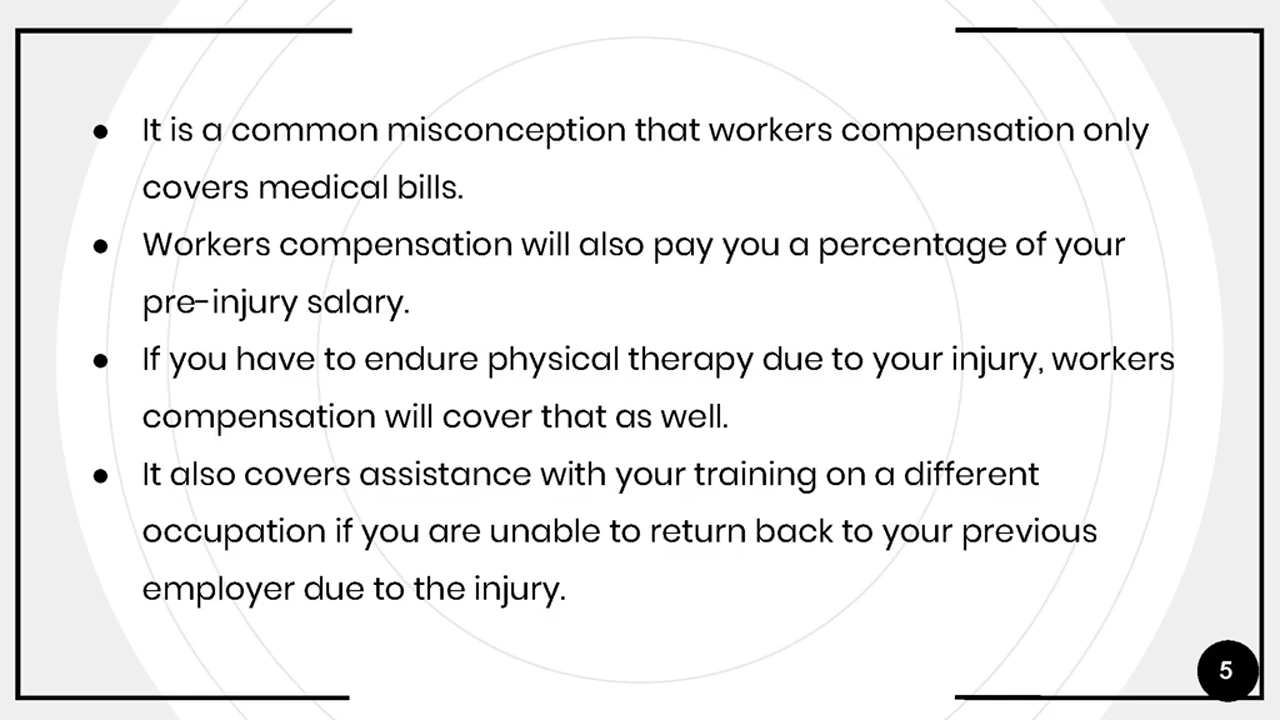 ● It is a common misconception that workers compensation only
covers medical bills.
● Workers compensation will also pay you a percentage of your
pre-injury salary.
● If you have to endure physical therapy due to your injury, workers
compensation will cover that as well.
● It also covers assistance with your training on a different
occupation if you are unable to return back to your previous
employer due to the injury.
5